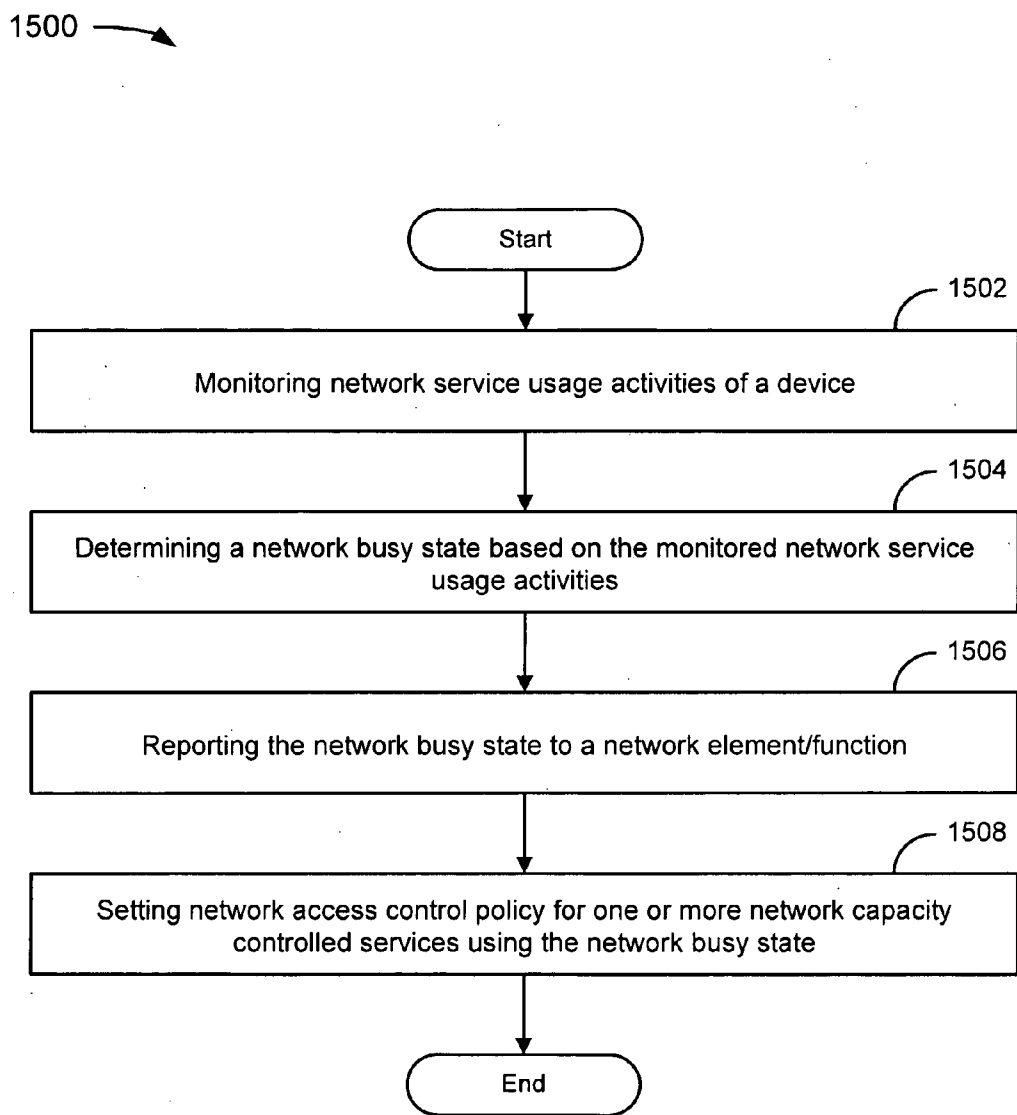 1500
Start
1502
Monitoring network service usage activities of a device
1504
Determining a network busy state based on the monitored network service
usage activities
1506
Reporting the network busy state to a network element/function
1508
Setting network access control policy for one or more network capacity
controlled services using the network busy state
End